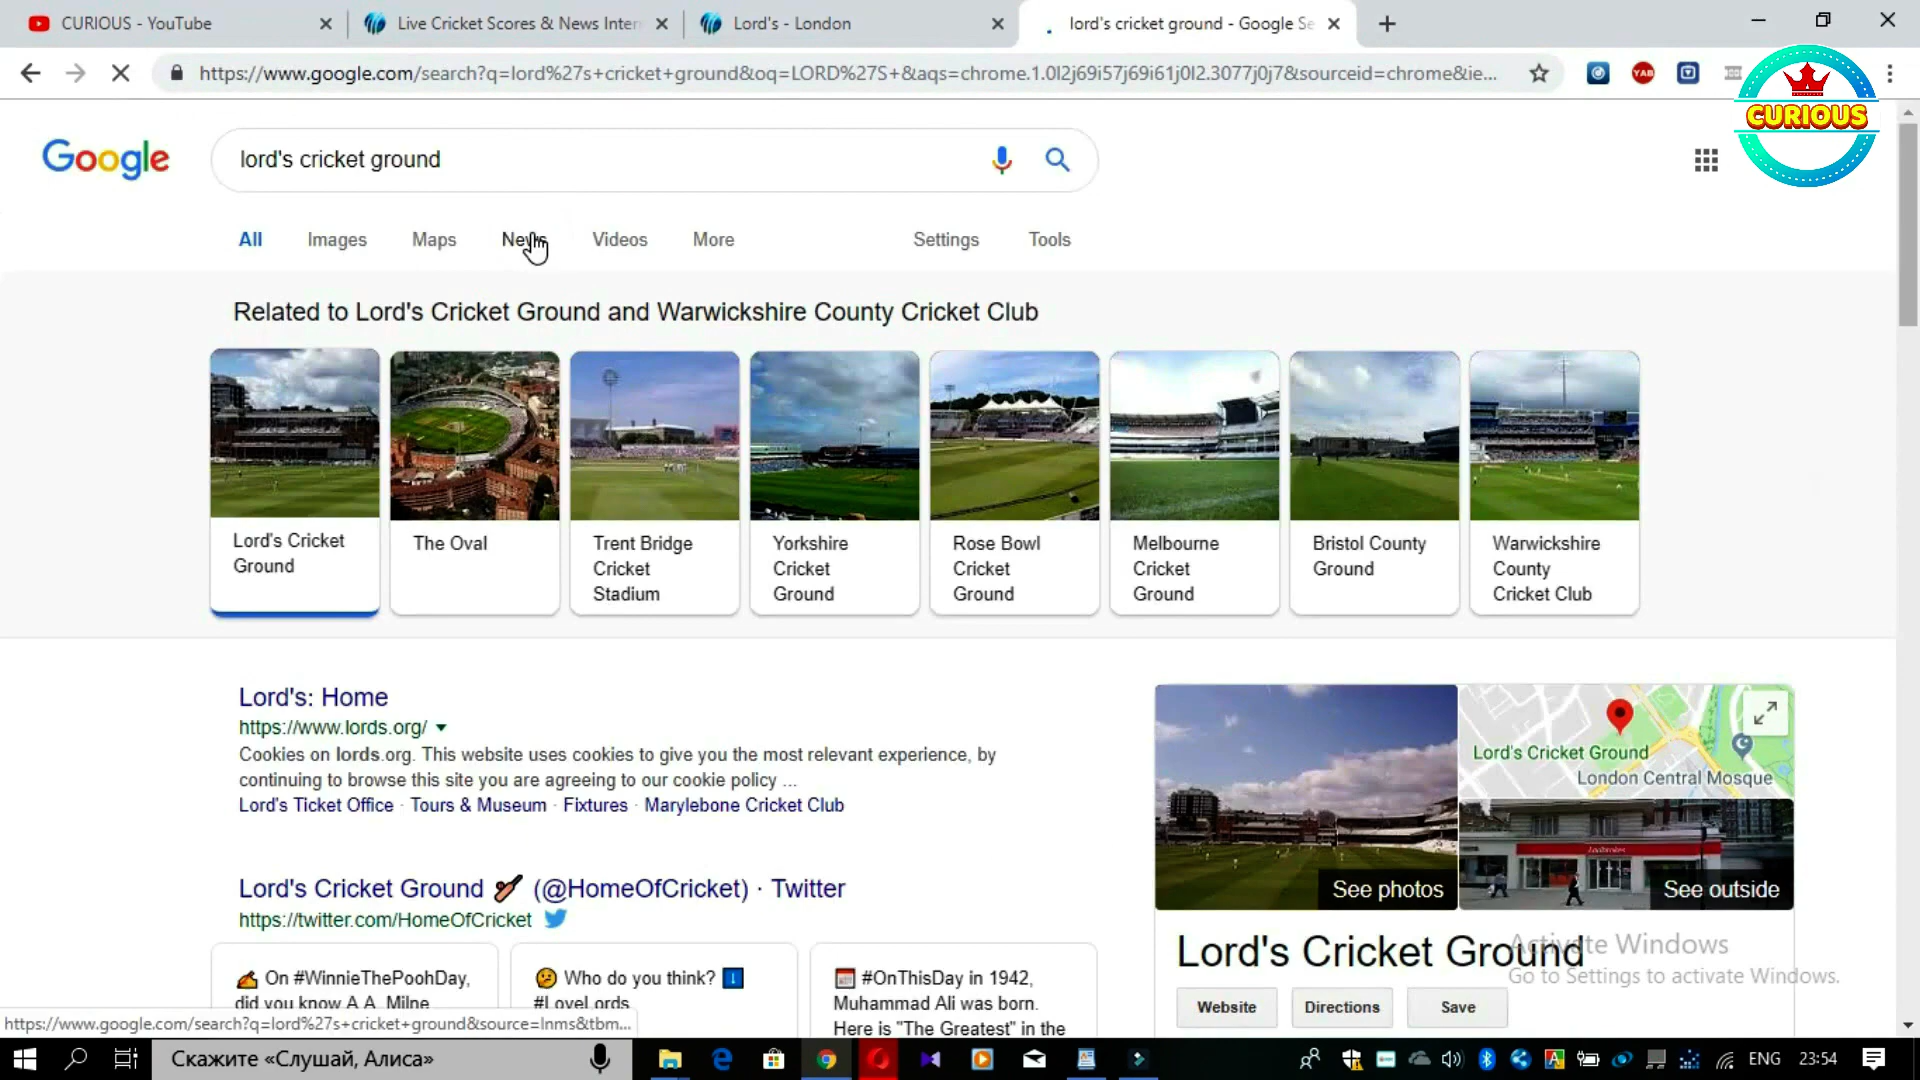 CURIOUS - YouTube
Live Cricket Scores & News Inter
Lord's - London
lord's cricket ground - Google Se
https://www.google.com/search?q=lord%27s+cricket+ground&oq=LORD%27S+&aqs=chrome.1.0l2j69i57j69i61j0l2.3077j0j7&sourceid=chrome&ie...
YAB
CURIOUS
Google
lord's cricket ground
All Images Maps News Videos More Settings Tools
Related to Lord's Cricket Ground and Warwickshire County Cricket Club
Lord's Cricket
Ground
The Oval
Trent Bridge
Cricket
Stadium
Yorkshire
Cricket
Ground
Rose Bowl
Cricket
Ground
Melbourne
Cricket
Ground
Bristol County
Ground
Warwickshire
County
Cricket Club
Lord's: Home
https://www.lords.org/
Cookies on lords.org. This website uses cookies to give you the most relevant experience, by
continuing to browse this site you are agreeing to our cookie policy ...
Lord's Ticket Office · Tours & Museum · Fixtures · Marylebone Cricket Club
Lord's Cricket Ground 🏏 (@HomeOfCricket) · Twitter
https://twitter.com/HomeOfCricket
✍ On #WinnieThePoohDay,
did you know A.A. Milne
🤔 Who do you think?
#LoveLords
#OnThisDay in 1942,
Muhammad Ali was born.
Here is "The Greatest" in the
Lord's Cricket Ground
London Central Mosque
Ladbrokes
See photos
See outside
Lord's Cricket Ground
Website Directions Save
Activate Windows
Go to Settings to activate Windows.
https://www.google.com/search?q=lord%27s+cricket+ground&source=lnms&tbm...
Скажите «Слушай, Алиса»
ENG 23:54